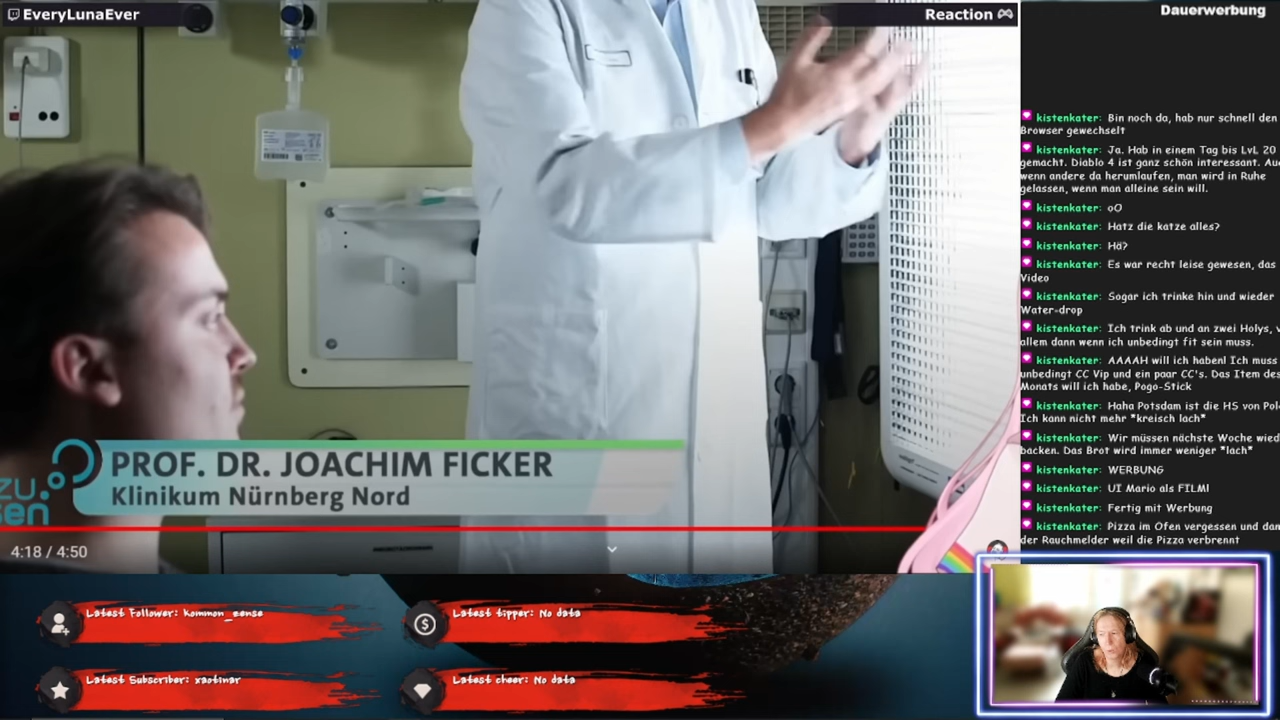 EveryLunaEver
Reaction
Dauerwerbung
PROF. DR. JOACHIM FICKER
Klinikum Nürnberg Nord
zu
sen
4:18 / 4:50
kistenkater: Bin noch da, hab nur schnell den
Browser gewechselt
kistenkater: Ja. Hab in einem Tag bis LvL 20
gemacht. Diablo 4 ist ganz schön interessant. Au
wenn andere da herumlaufen, man wird in Ruhe
gelassen, wenn man alleine sein will.
kistenkater: oO
kistenkater: Hatz die katze alles?
kistenkater: Hä?
kistenkater: Es war recht leise gewesen, das
Video
kistenkater: Sogar ich trinke hin und wieder
Water-drop
kistenkater: Ich trink ab und an zwei Holys, v
allem dann wenn ich unbedingt fit sein muss.
kistenkater: AAAAH will ich haben! Ich muss
unbedingt CC Vip und ein paar CC's. Das Item des
Monats will ich habe, Pogo-Stick
kistenkater: Haha Potsdam ist die HS von Pol
Ich kann nicht mehr *kreisch lach*
kistenkater: Wir müssen nächste Woche wied
backen. Das Brot wird immer weniger *lach*
kistenkater: WERBUNG
kistenkater: UI Mario als FILM!
kistenkater: Fertig mit Werbung
kistenkater: Pizza im Ofen vergessen und dan
der Rauchmelder weil die Pizza verbrennt
Latest Follower: Kommon_sense
Latest tipper: No data
Latest Subscriber: xaotinar
Latest cheer: No data